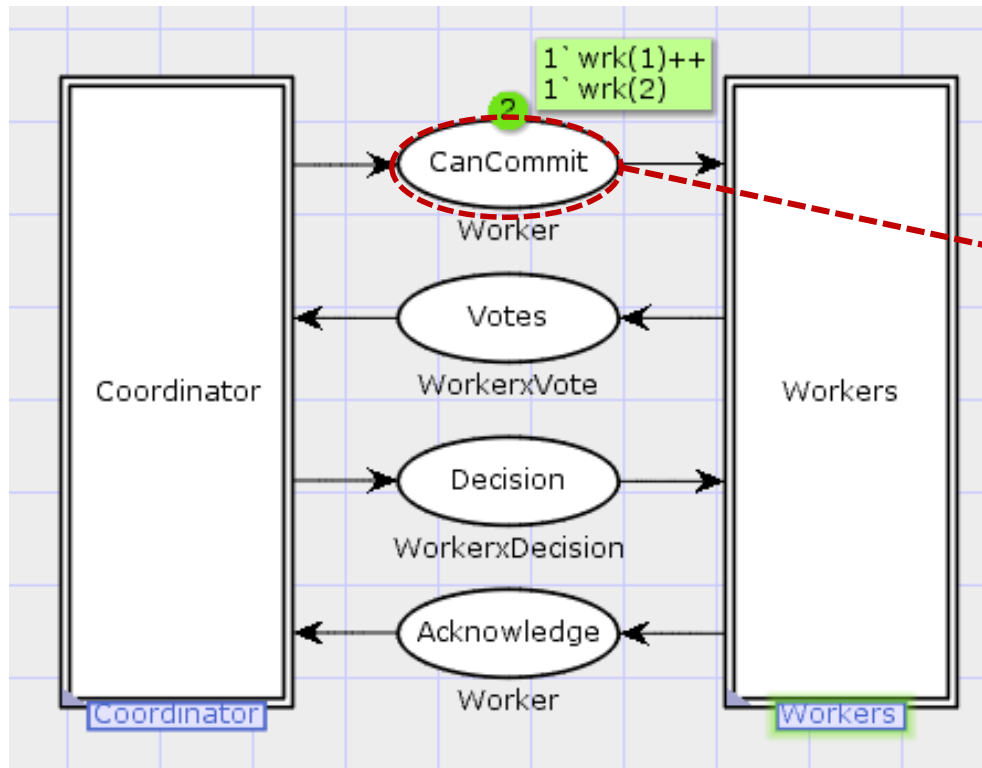 1`wrk(1)++
1`wrk(2)
2
CanCommit
Worker
Votes
WorkerxVote
Coordinator
Workers
Decision
WorkerxDecision
Acknowledge
Worker
Coordinator
Workers